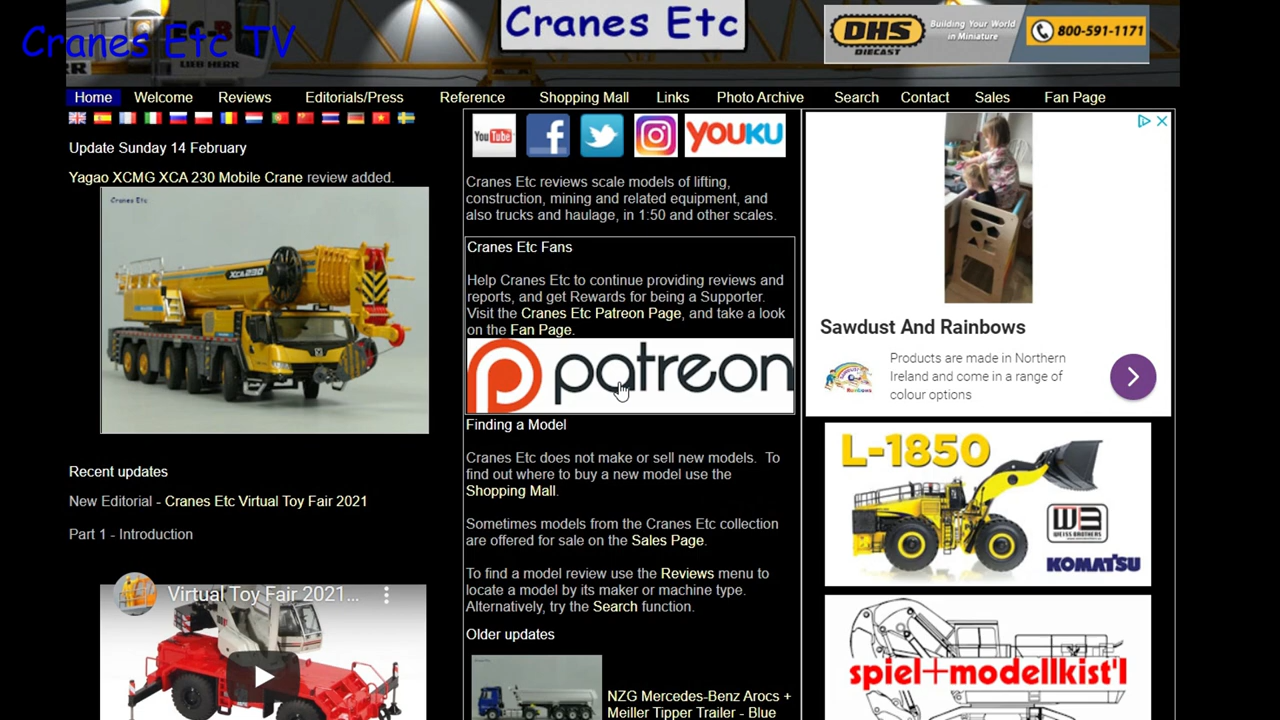 Cranes Etc TV
LIEBHERR
Cranes Etc
DHS
DIECAST
Building Your World
in Miniature
800-591-1171
Home Welcome Reviews Editorials/Press Reference Shopping Mall Links Photo Archive Search Contact Sales Fan Page
Update Sunday 14 February
Yagao XCMG XCA 230 Mobile Crane review added.
Cranes Etc
XCA230
Recent updates
New Editorial - Cranes Etc Virtual Toy Fair 2021
Part 1 - Introduction
Virtual Toy Fair 2021...
You Tube
YOUKU
Cranes Etc reviews scale models of lifting,
construction, mining and related equipment, and
also trucks and haulage, in 1:50 and other scales.
Cranes Etc Fans
Help Cranes Etc to continue providing reviews and
reports, and get Rewards for being a Supporter.
Visit the Cranes Etc Patreon Page, and take a look
on the Fan Page.
patreon
Finding a Model
Cranes Etc does not make or sell new models. To
find out where to buy a new model use the
Shopping Mall.
Sometimes models from the Cranes Etc collection
are offered for sale on the Sales Page.
To find a model review use the Reviews menu to
locate a model by its maker or machine type.
Alternatively, try the Search function.
Older updates
NZG Mercedes-Benz Arocs +
Meiller Tipper Trailer - Blue
Sawdust And Rainbows
Products are made in Northern
Ireland and come in a range of
colour options
L-1850
WEISS BROTHERS
KOMATSU
spiel+modellkist'l